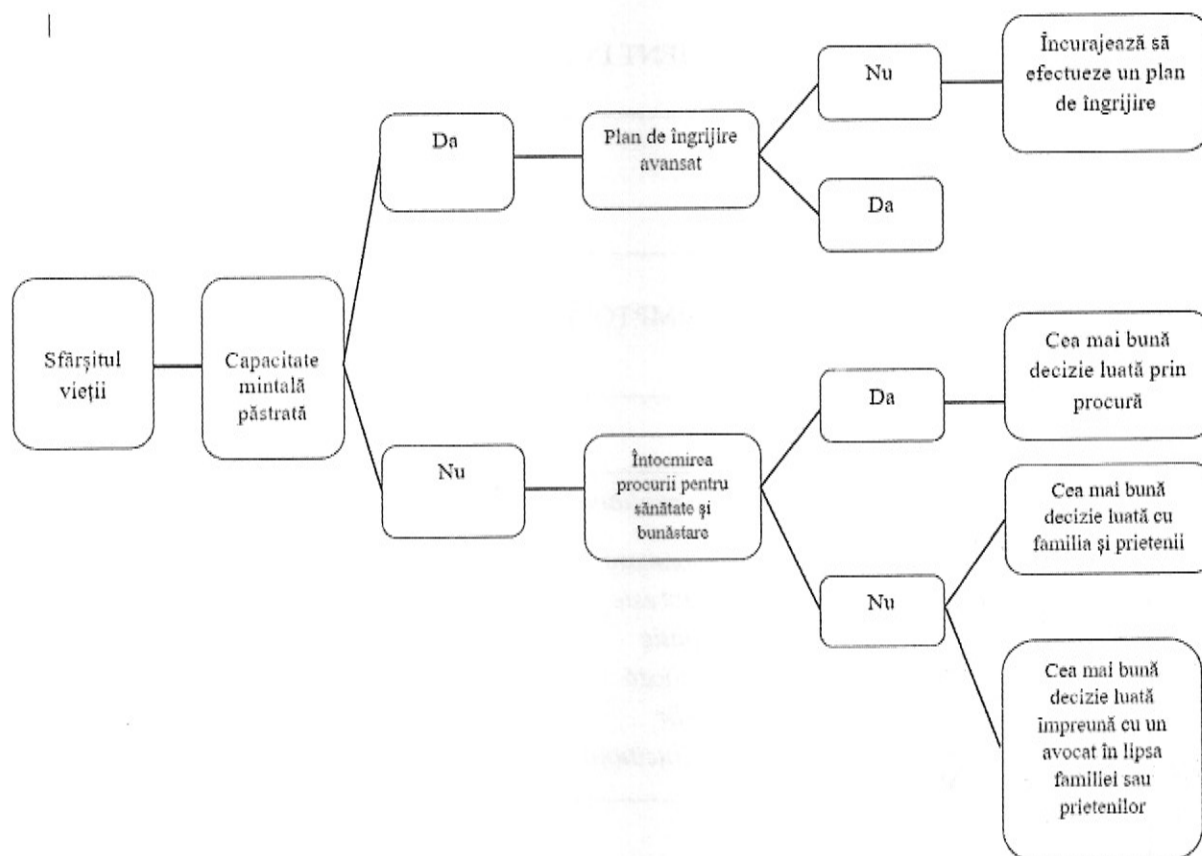 Sfârșitul
vieții
Capacitate
mintală
păstrată
Da
Plan de îngrijire
avansat
Nu
Încurajează să
efectueze un plan
de îngrijire
Da
Nu
Întocmirea
procurii pentru
sănătate și
bunăstare
Da
Cea mai bună
decizie luată prin
procură
Nu
Cea mai bună
decizie luată cu
familia și prietenii
Cea mai bună
decizie luată
împreună cu un
avocat în lipsa
familiei sau
prietenilor